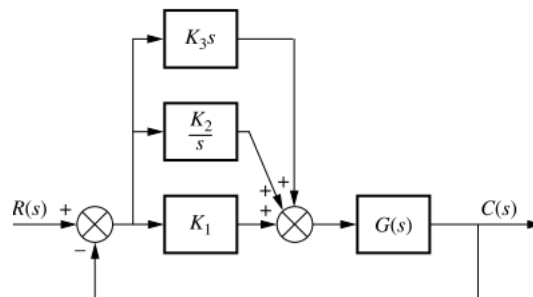 K₃s
K₂
s
R(s) + K₁ + + + G(s) C(s)
−